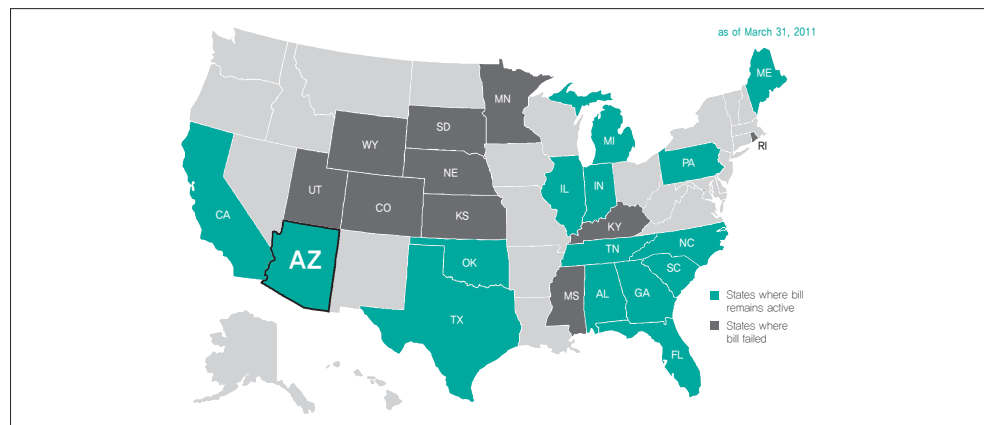 as of March 31, 2011
ME
MN
SD
MI
RI
WY
PA
NE
IL
IN
UT
CO
KS
CA
KY
NC
TN
AZ
OK
SC
MS
AL
GA
TX
FL
States where bill
remains active
States where
bill failed